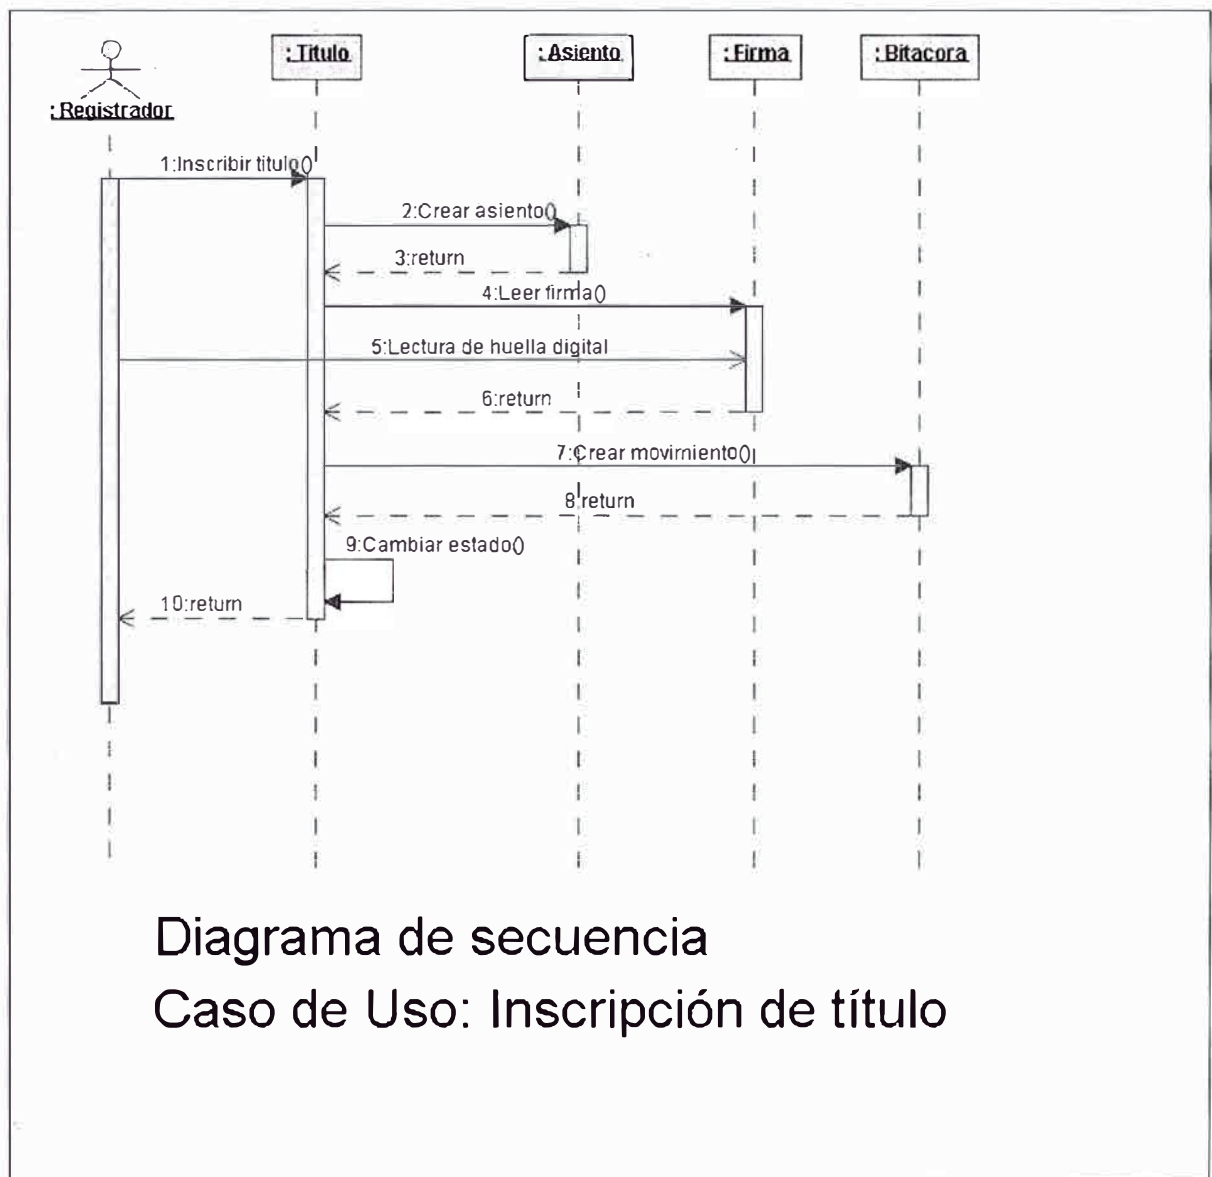 : Titulo
: Asiento
: Firma
: Bitacora
: Registrador
1:Inscribir titulo()
2:Crear asiento()
3:return
4:Leer firma()
5:Lectura de huella digital
6:return
7:Crear movimiento()
8:return
9:Cambiar estado()
10:return
Diagrama de secuencia
Caso de Uso: Inscripción de título